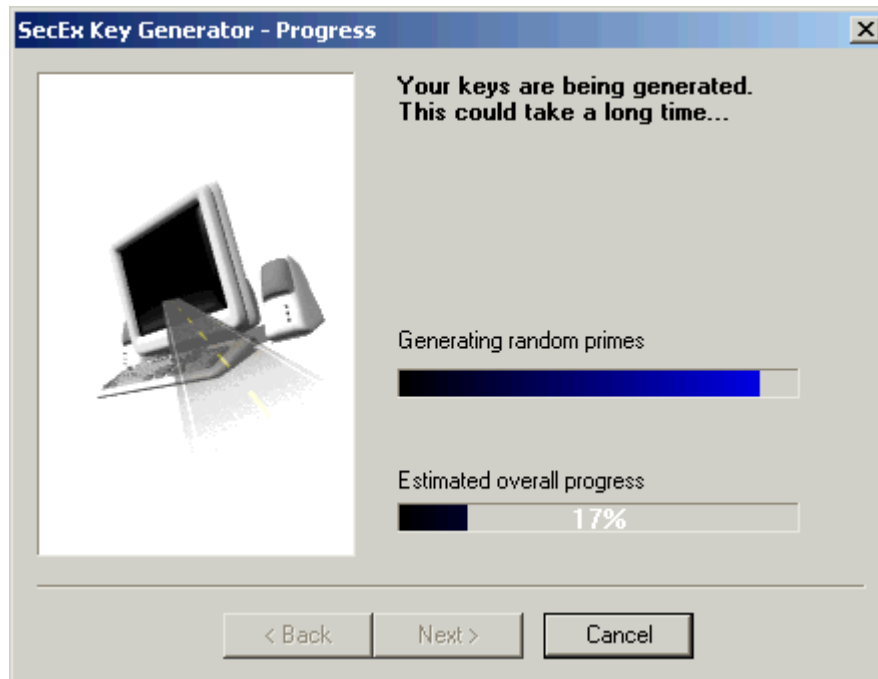 SecEx Key Generator - Progress
Your keys are being generated.
This could take a long time...
Generating random primes
Estimated overall progress
17%
< Back
Next >
Cancel